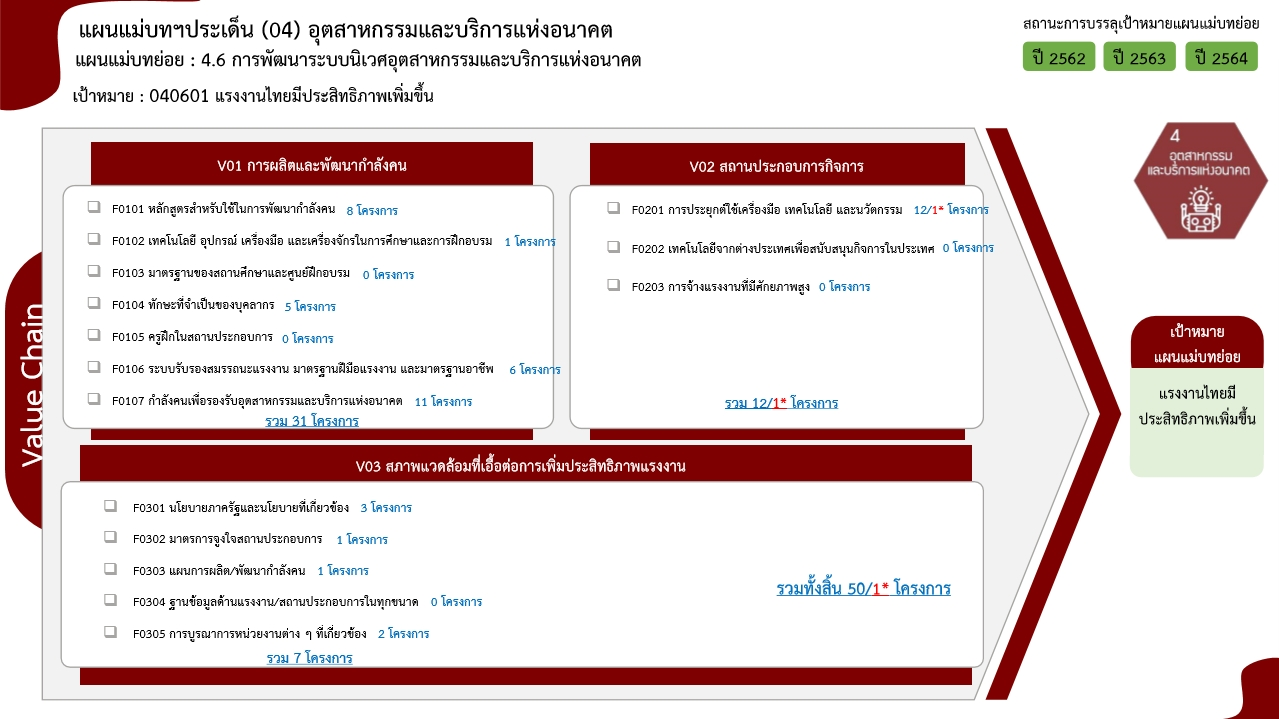 แผนแม่บทฯประเด็น (04) อุตสาหกรรมและบริการแห่งอนาคต
แผนแม่บทย่อย : 4.6 การพัฒนาระบบนิเวศอุตสาหกรรมและบริการแห่งอนาคต
เป้าหมาย : 040601 แรงงานไทยมีประสิทธิภาพเพิ่มขึ้น
สถานะการบรรลุเป้าหมายแผนแม่บทย่อย
ปี 2562 ปี 2563 ปี 2564
Value Chain
V01 การผลิตและพัฒนากำลังคน
F0101 หลักสูตรสำหรับใช้ในการพัฒนากำลังคน 8 โครงการ
F0102 เทคโนโลยี อุปกรณ์ เครื่องมือ และเครื่องจักรในการศึกษาและการฝึกอบรม 1 โครงการ
F0103 มาตรฐานของสถานศึกษาและศูนย์ฝึกอบรม 0 โครงการ
F0104 ทักษะที่จำเป็นของบุคลากร 5 โครงการ
F0105 ครูฝึกในสถานประกอบการ 0 โครงการ
F0106 ระบบรับรองสมรรถนะแรงงาน มาตรฐานฝีมือแรงงาน และมาตรฐานอาชีพ 6 โครงการ
F0107 กำลังคนเพื่อรองรับอุตสาหกรรมและบริการแห่งอนาคต 11 โครงการ
รวม 31 โครงการ
V02 สถานประกอบการกิจการ
F0201 การประยุกต์ใช้เครื่องมือ เทคโนโลยี และนวัตกรรม 12/1* โครงการ
F0202 เทคโนโลยีจากต่างประเทศเพื่อสนับสนุนกิจการในประเทศ 0 โครงการ
F0203 การจ้างแรงงานที่มีศักยภาพสูง 0 โครงการ
รวม 12/1* โครงการ
V03 สภาพแวดล้อมที่เอื้อต่อการเพิ่มประสิทธิภาพแรงงาน
F0301 นโยบายภาครัฐและนโยบายที่เกี่ยวข้อง 3 โครงการ
F0302 มาตรการจูงใจสถานประกอบการ 1 โครงการ
F0303 แผนการผลิต/พัฒนากำลังคน 1 โครงการ
F0304 ฐานข้อมูลด้านแรงงาน/สถานประกอบการในทุกขนาด 0 โครงการ
F0305 การบูรณาการหน่วยงานต่าง ๆ ที่เกี่ยวข้อง 2 โครงการ
รวม 7 โครงการ
รวมทั้งสิ้น 50/1* โครงการ
4
อุตสาหกรรม
และบริการแห่งอนาคต
เป้าหมาย
แผนแม่บทย่อย
แรงงานไทยมี
ประสิทธิภาพเพิ่มขึ้น